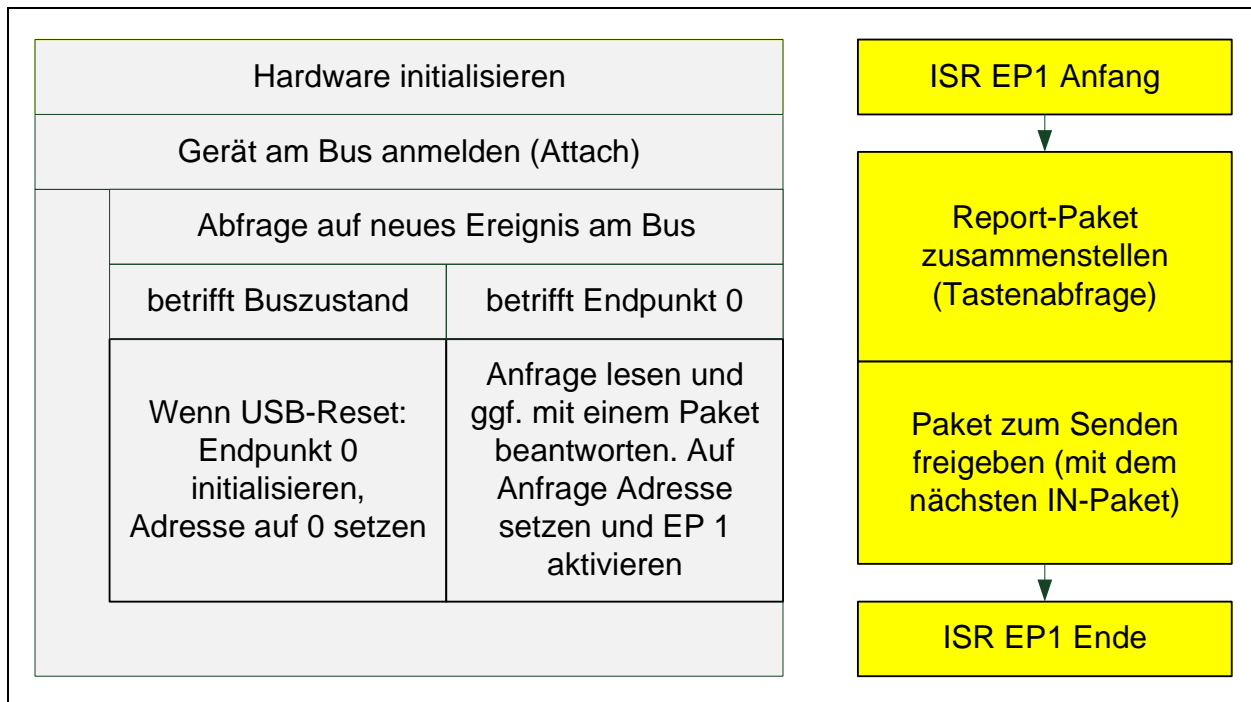 Hardware initialisieren
Gerät am Bus anmelden (Attach)
Abfrage auf neues Ereignis am Bus
betrifft Buszustand
betrifft Endpunkt 0
Wenn USB-Reset:
Endpunkt 0
initialisieren,
Adresse auf 0 setzen
Anfrage lesen und
ggf. mit einem Paket
beantworten. Auf
Anfrage Adresse
setzen und EP 1
aktivieren
ISR EP1 Anfang
Report-Paket
zusammenstellen
(Tastenabfrage)
Paket zum Senden
freigeben (mit dem
nächsten IN-Paket)
ISR EP1 Ende